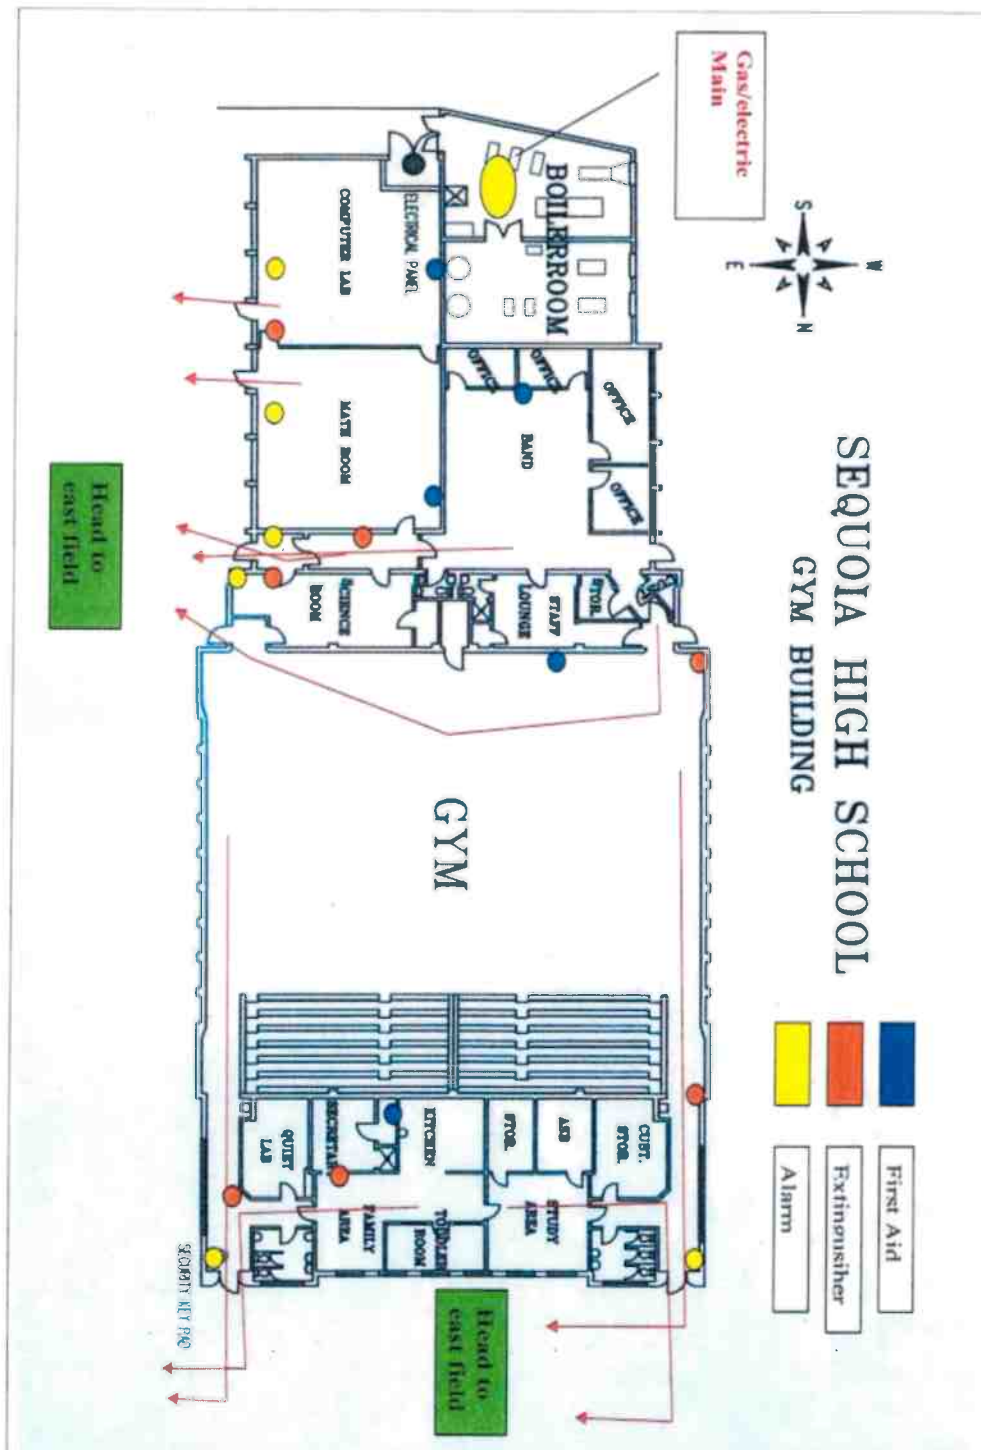 SEQUOIA HIGH SCHOOL
GYM BUILDING
Gas/electric
Main
S
W
E
N
First Aid
Extingusiher
Alarm
BOILERROOM
ELECTRICAL PANEL
COMPUTER LAB
MATH ROOM
OFFICE
OFFICE
OFFICE
OFFICE
BAND
STOR.
STAFF
LOUNGE
SCIENCE
ROOM
GYM
CUST.
STOR.
ASB
STOR.
KITCHEN
SECRETARY
QUIET
LAB
STUDY
AREA
TODDLER
ROOM
FAMILY
AREA
SECURITY KEY PAD
Head to
east field
Head to
east field